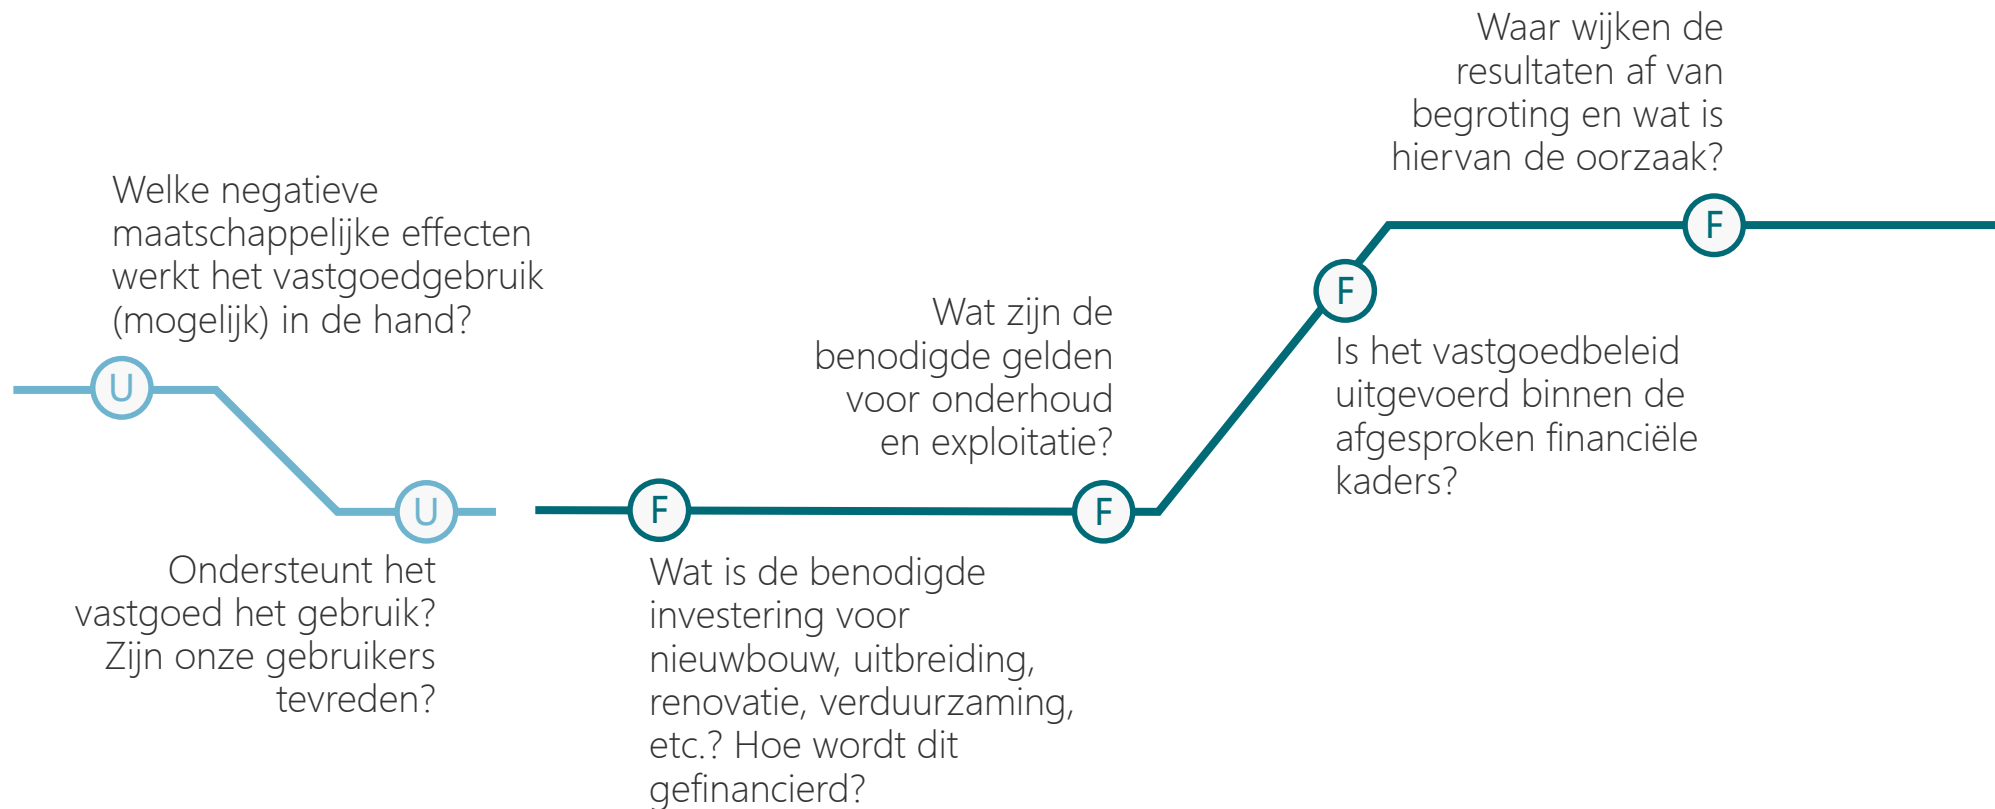 Welke negatieve
maatschappelijke effecten
werkt het vastgoedgebruik
(mogelijk) in de hand?
U
U
Ondersteunt het
vastgoed het gebruik?
Zijn onze gebruikers
tevreden?
F
Wat is de benodigde
investering voor
nieuwbouw, uitbreiding,
renovatie, verduurzaming,
etc.? Hoe wordt dit
gefinancierd?
Wat zijn de
benodigde gelden
voor onderhoud
en exploitatie?
F
F
Is het vastgoedbeleid
uitgevoerd binnen de
afgesproken financiële
kaders?
Waar wijken de
resultaten af van
begroting en wat is
hiervan de oorzaak?
F